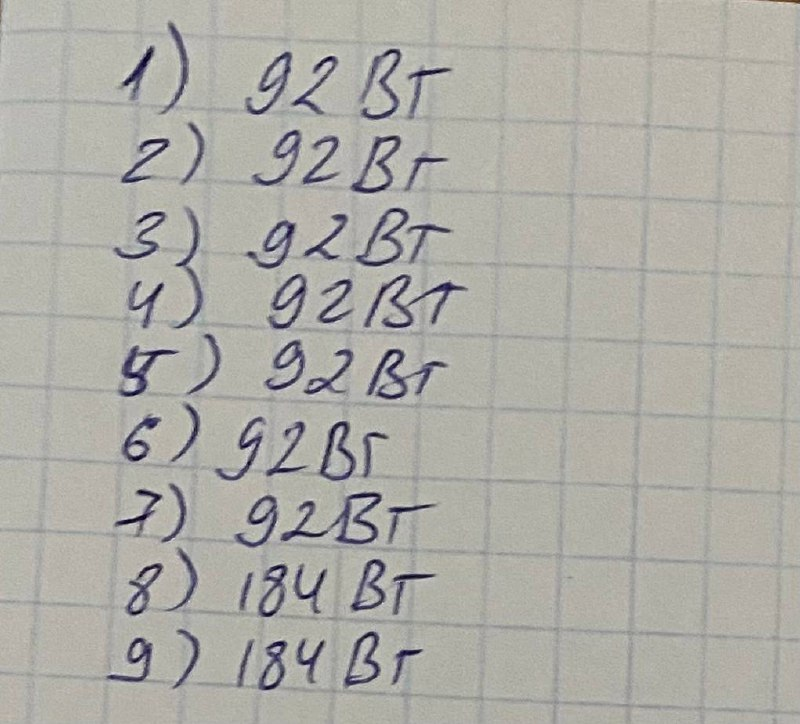 1) 92 Вт
2) 92 Вт
3) 92 Вт
4) 92 Вт
5) 92 Вт
6) 92 Вт
7) 92 Вт
8) 184 Вт
9) 184 Вт